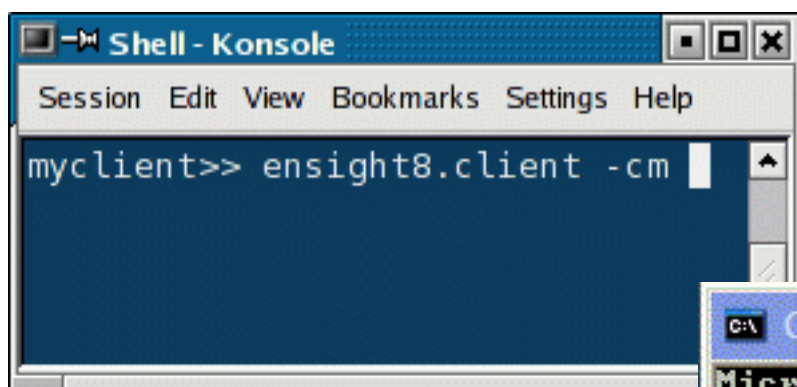 Shell - Konsole
Session Edit View Bookmarks Settings Help
myclient>> ensight8.client -cm
C:\